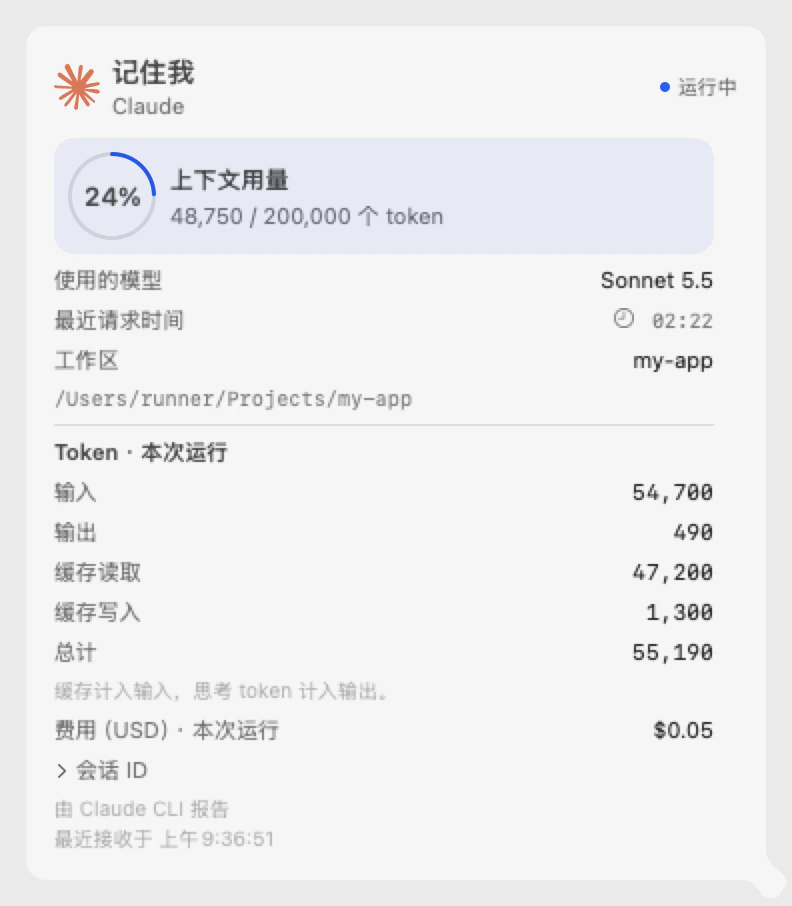 记住我
Claude
运行中
24%
上下文用量
48,750 / 200,000 个 token
使用的模型 Sonnet 5.5
最近请求时间 02:22
工作区 my-app
/Users/runner/Projects/my-app
Token · 本次运行
输入 54,700
输出 490
缓存读取 47,200
缓存写入 1,300
总计 55,190
缓存计入输入，思考 token 计入输出。
费用 (USD) · 本次运行 $0.05
会话 ID
由 Claude CLI 报告
最近接收于 上午9:36:51